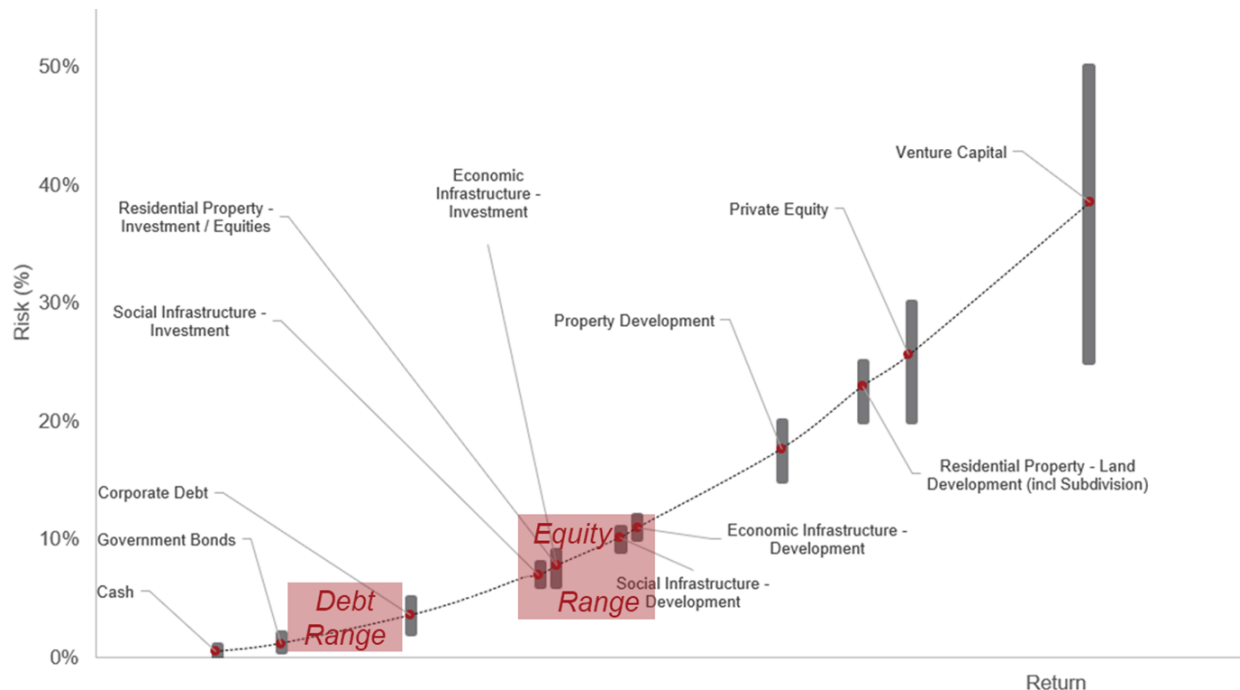 50%
40%
30%
20%
10%
0%
Risk (%)
Return
Venture Capital
Private Equity
Economic
Infrastructure -
Investment
Residential Property -
Investment / Equities
Social Infrastructure -
Investment
Property Development
Residential Property - Land
Development (incl Subdivision)
Corporate Debt
Government Bonds
Cash
Economic Infrastructure -
Development
Social Infrastructure -
Development
Debt
Range
Equity
Range